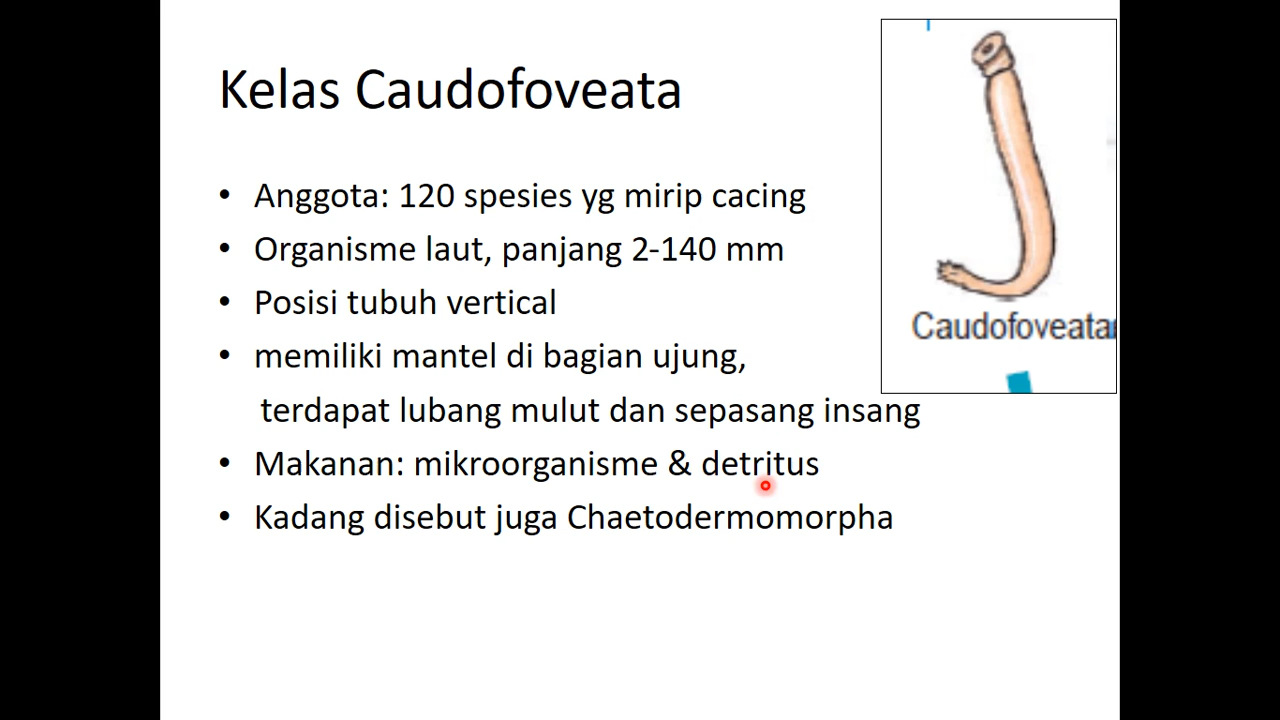 Kelas Caudofoveata
• Anggota: 120 spesies yg mirip cacing
• Organisme laut, panjang 2-140 mm
• Posisi tubuh vertical
• memiliki mantel di bagian ujung,
terdapat lubang mulut dan sepasang insang
• Makanan: mikroorganisme & detritus
• Kadang disebut juga Chaetodermomorpha
Caudofoveata